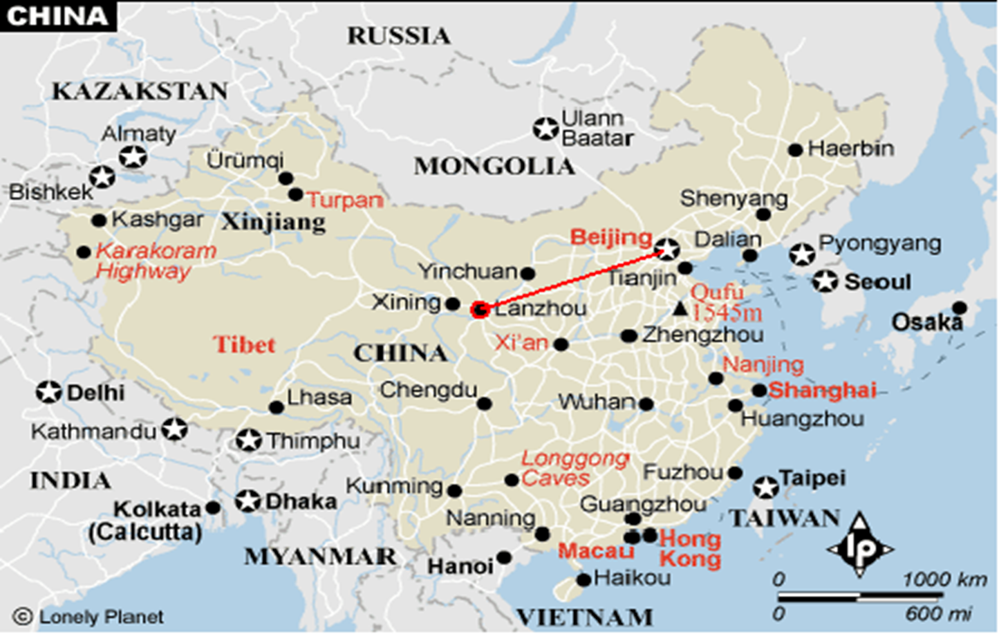 CHINA
RUSSIA
KAZAKSTAN
Ulann
Baatar
Almaty
Haerbin
Ürümqi
MONGOLIA
Bishkek
Turpan
Shenyang
Kashgar
Xinjiang
Beijing
Dalian
Pyongyang
Karakoram
Highway
Yinchuan
Tianjin
Seoul
Qufu
1545m
Xining
Lanzhou
Osaka
Tibet
Xi'an
Zhengzhou
CHINA
Nanjing
Delhi
Lhasa
Chengdu
Wuhan
Shanghai
Huangzhou
Kathmandu
Thimphu
Longgong
Caves
INDIA
Kunming
Fuzhou
Taipei
Kolkata
(Calcutta)
Dhaka
Nanning
Guangzhou
TAIWAN
MYANMAR
Macau
Hong
Kong
lp
Hanoi
Haikou
0 1000 km
0 600 mi
© Lonely Planet
VIETNAM